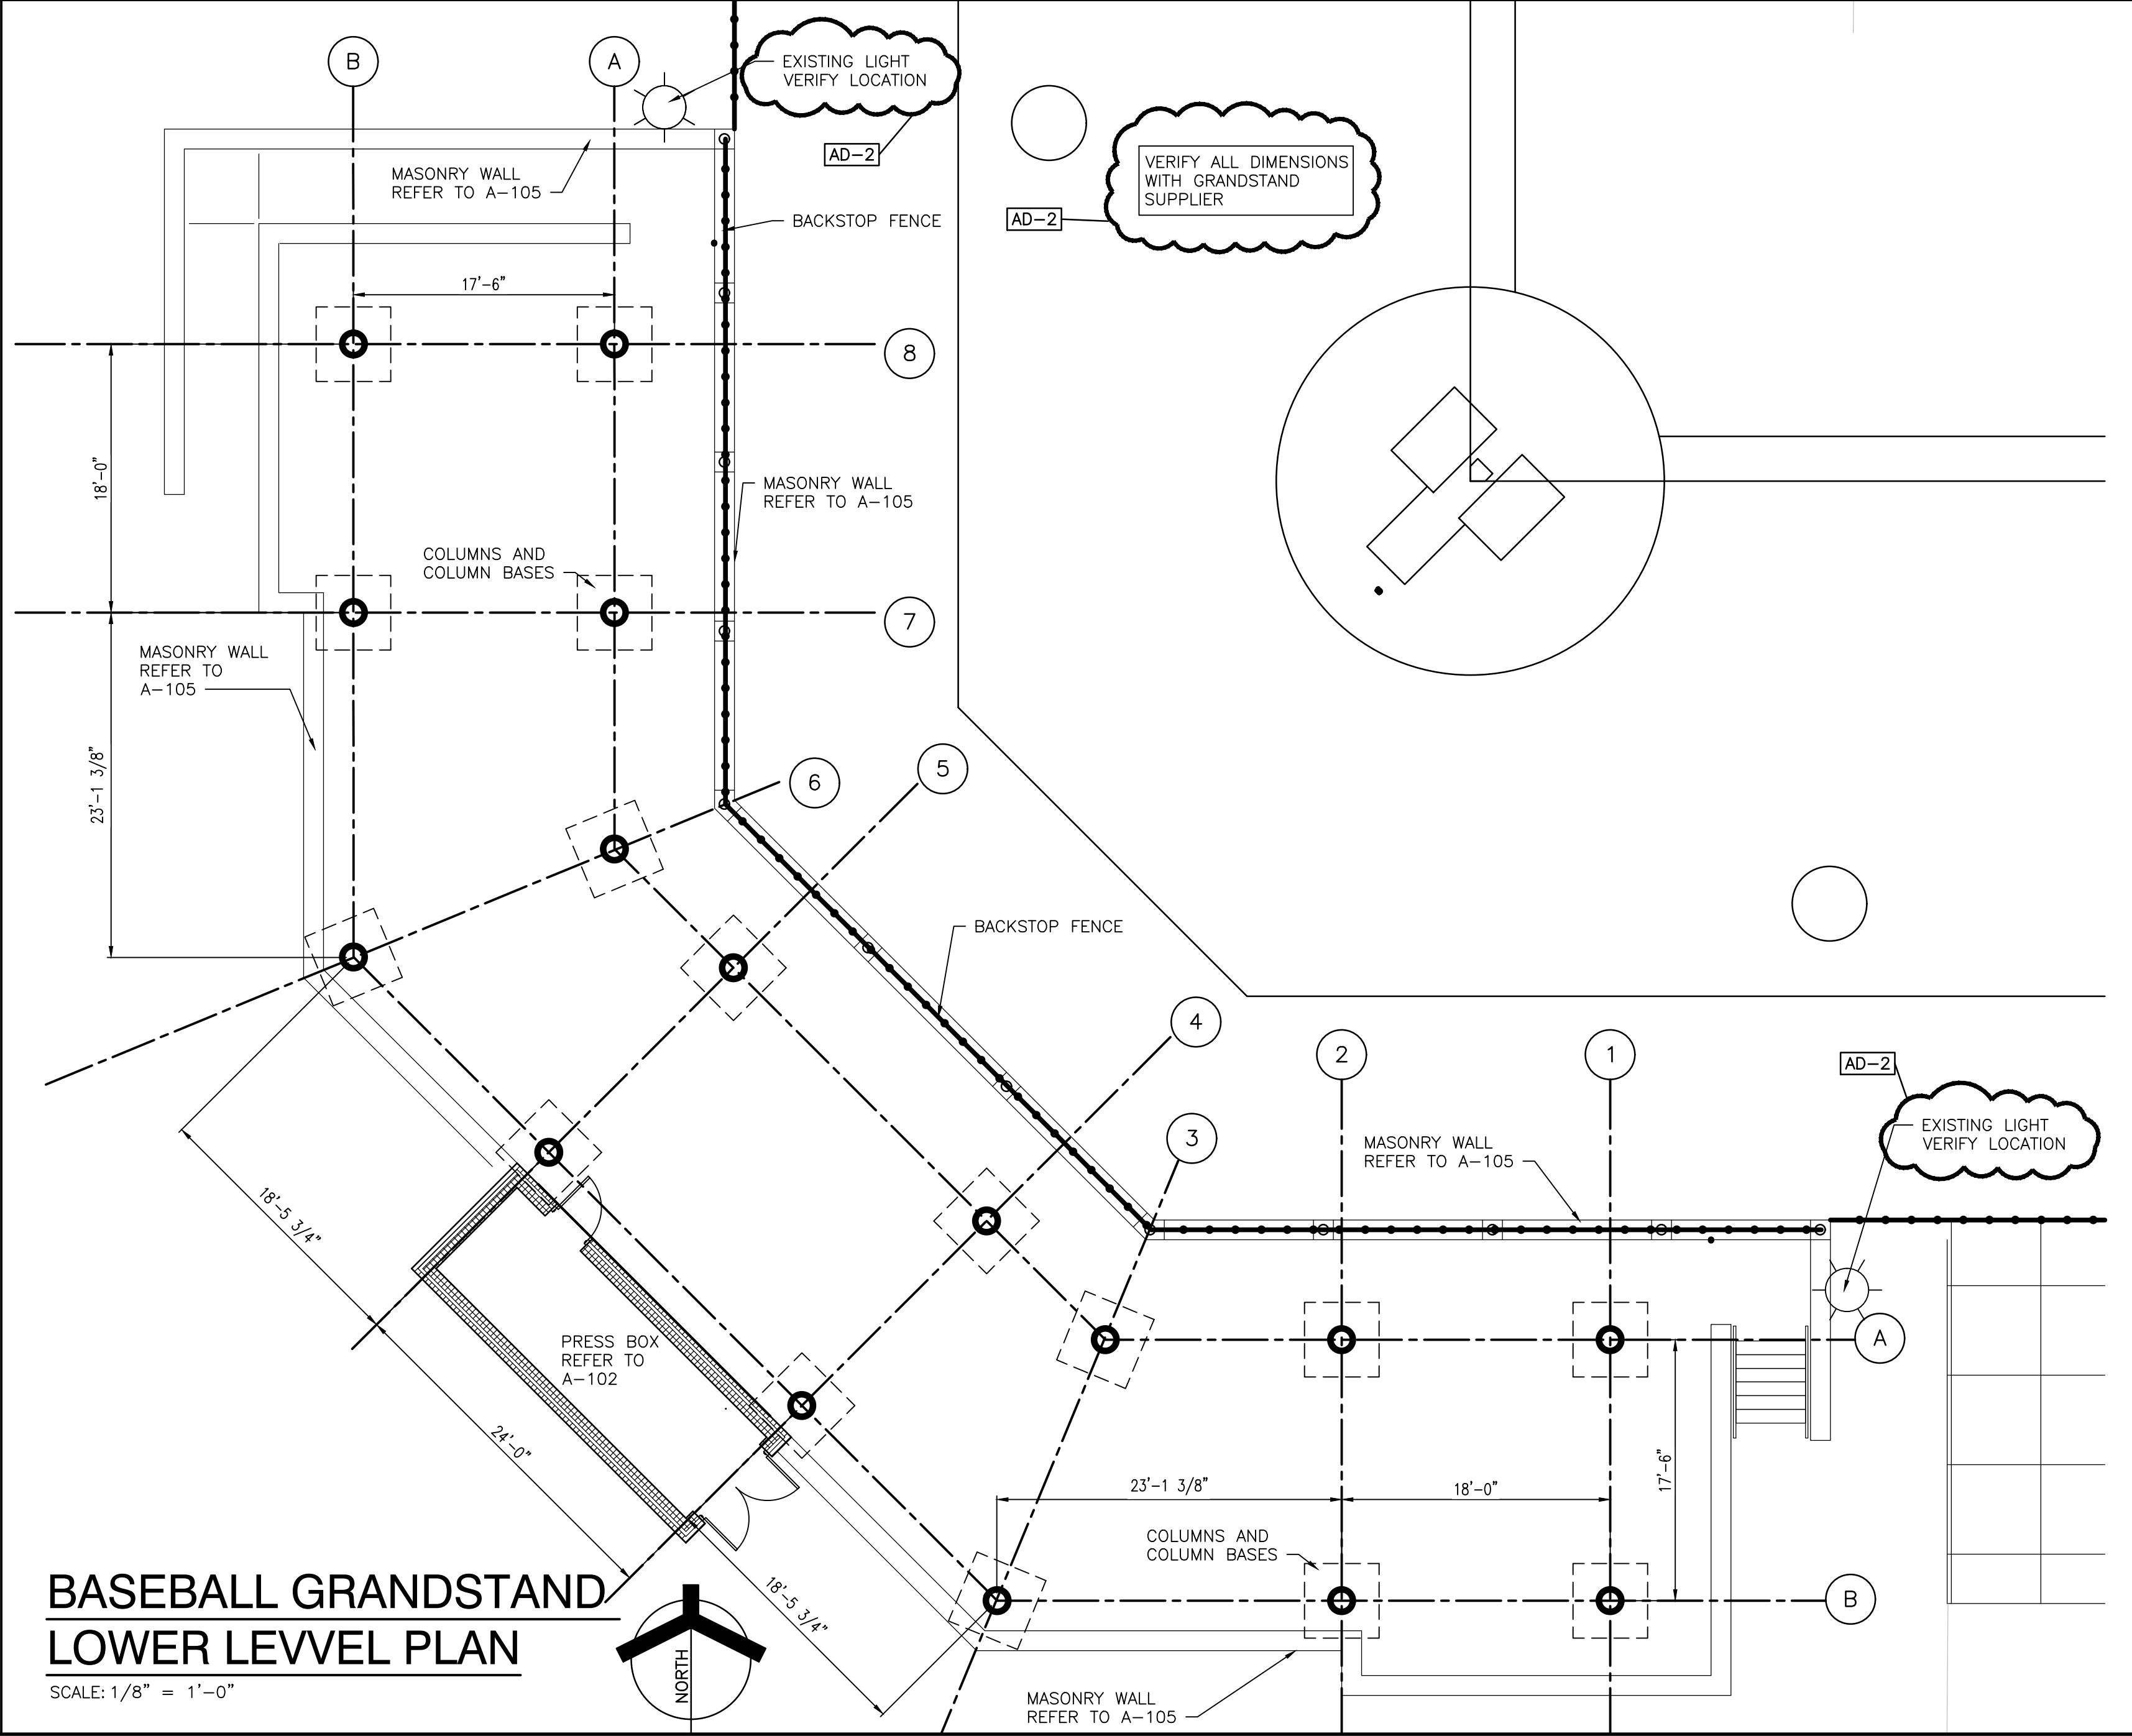 B
A
EXISTING LIGHT
VERIFY LOCATION
AD-2
VERIFY ALL DIMENSIONS
WITH GRANDSTAND
SUPPLIER
AD-2
MASONRY WALL
REFER TO A-105
BACKSTOP FENCE
17'-6"
8
18'-0"
MASONRY WALL
REFER TO A-105
COLUMNS AND
COLUMN BASES
7
MASONRY WALL
REFER TO
A-105
23'-1 3/8"
6
5
BACKSTOP FENCE
4
3
2
1
AD-2
EXISTING LIGHT
VERIFY LOCATION
MASONRY WALL
REFER TO A-105
18'-5 3/4"
PRESS BOX
REFER TO
A-102
A
24'-0"
23'-1 3/8"
18'-0"
17'-6"
COLUMNS AND
COLUMN BASES
18'-5 3/4"
B
BASEBALL GRANDSTAND
LOWER LEVVEL PLAN
SCALE: 1/8" = 1'-0"
NORTH
MASONRY WALL
REFER TO A-105